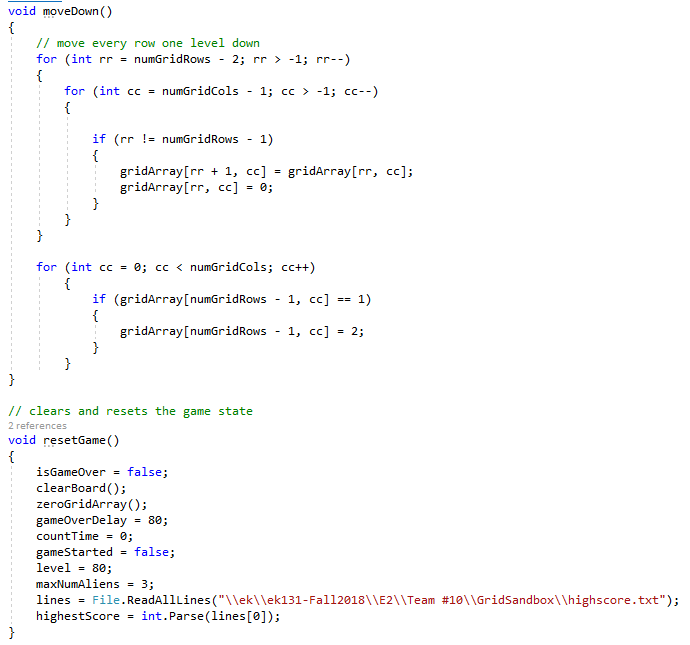 void moveDown()
{
    // move every row one level down
    for (int rr = numGridRows - 2; rr > -1; rr--)
    {
        for (int cc = numGridCols - 1; cc > -1; cc--)
        {

            if (rr != numGridRows - 1)
            {
                gridArray[rr + 1, cc] = gridArray[rr, cc];
                gridArray[rr, cc] = 0;
            }
        }
    }

    for (int cc = 0; cc < numGridCols; cc++)
        {
            if (gridArray[numGridRows - 1, cc] == 1)
            {
                gridArray[numGridRows - 1, cc] = 2;
            }
        }
}

// clears and resets the game state
2 references
void resetGame()
{
    isGameOver = false;
    clearBoard();
    zeroGridArray();
    gameOverDelay = 80;
    countTime = 0;
    gameStarted = false;
    level = 80;
    maxNumAliens = 3;
    lines = File.ReadAllLines("\\ek\\ek131-Fall2018\\E2\\Team #10\\GridSandbox\\highscore.txt");
    highestScore = int.Parse(lines[0]);
}